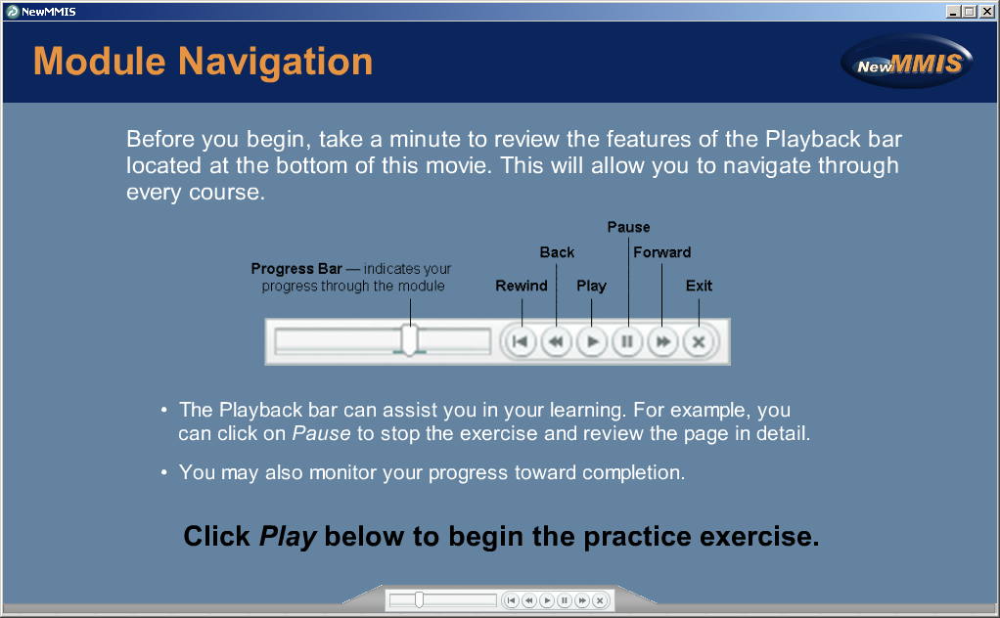 NewMMIS
Module Navigation
NewMMIS
Before you begin, take a minute to review the features of the Playback bar
located at the bottom of this movie. This will allow you to navigate through
every course.
Pause
Back
Forward
Progress Bar — indicates your
progress through the module
Rewind
Play
Exit
• The Playback bar can assist you in your learning. For example, you
can click on Pause to stop the exercise and review the page in detail.
• You may also monitor your progress toward completion.
Click Play below to begin the practice exercise.